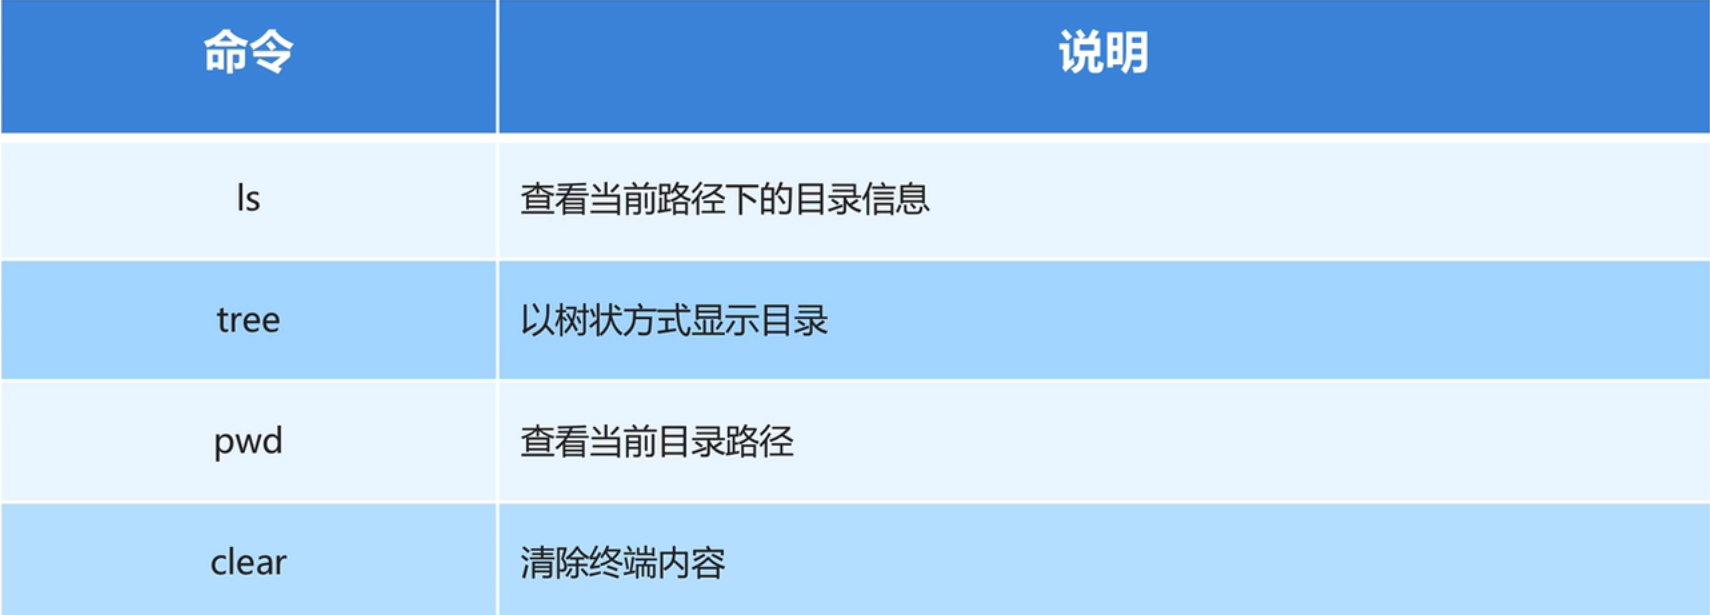 命令 说明
ls 查看当前路径下的目录信息
tree 以树状方式显示目录
pwd 查看当前目录路径
clear 清除终端内容